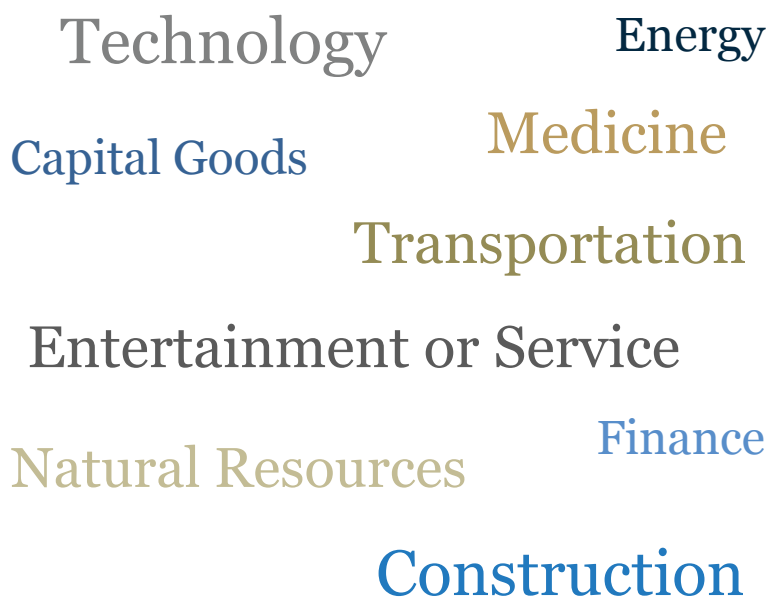 Technology
Energy
Medicine
Capital Goods
Transportation
Entertainment or Service
Finance
Natural Resources
Construction